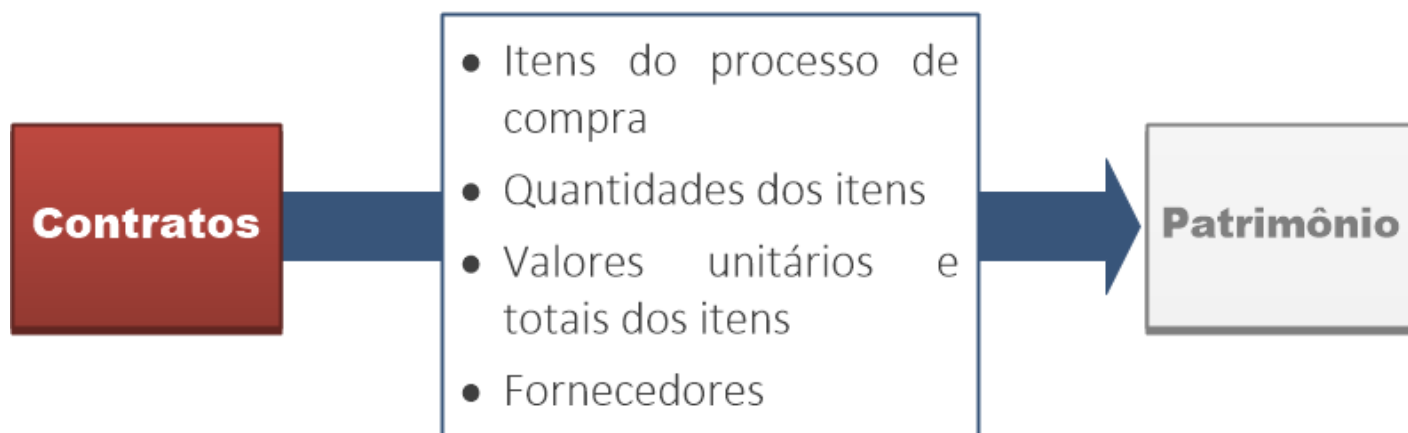 Contratos
● Itens do processo de
compra
● Quantidades dos itens
● Valores unitários e
totais dos itens
● Fornecedores
Patrimônio